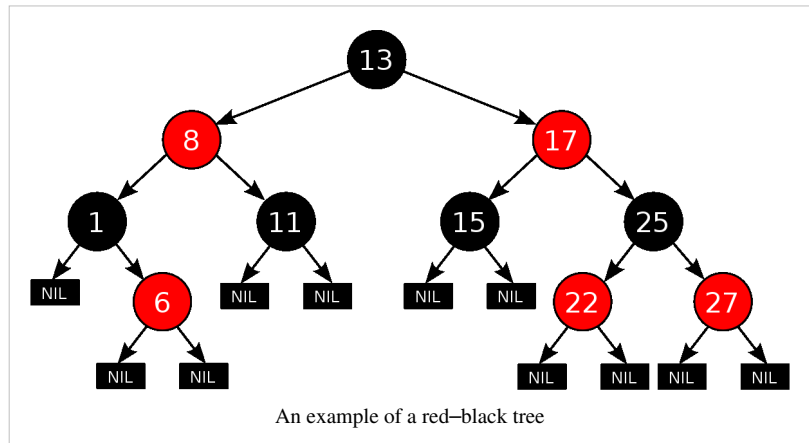 13
8 17
1 11 15 25
NIL 6 NIL NIL NIL NIL 22 27
NIL NIL NIL NIL NIL NIL
An example of a red–black tree